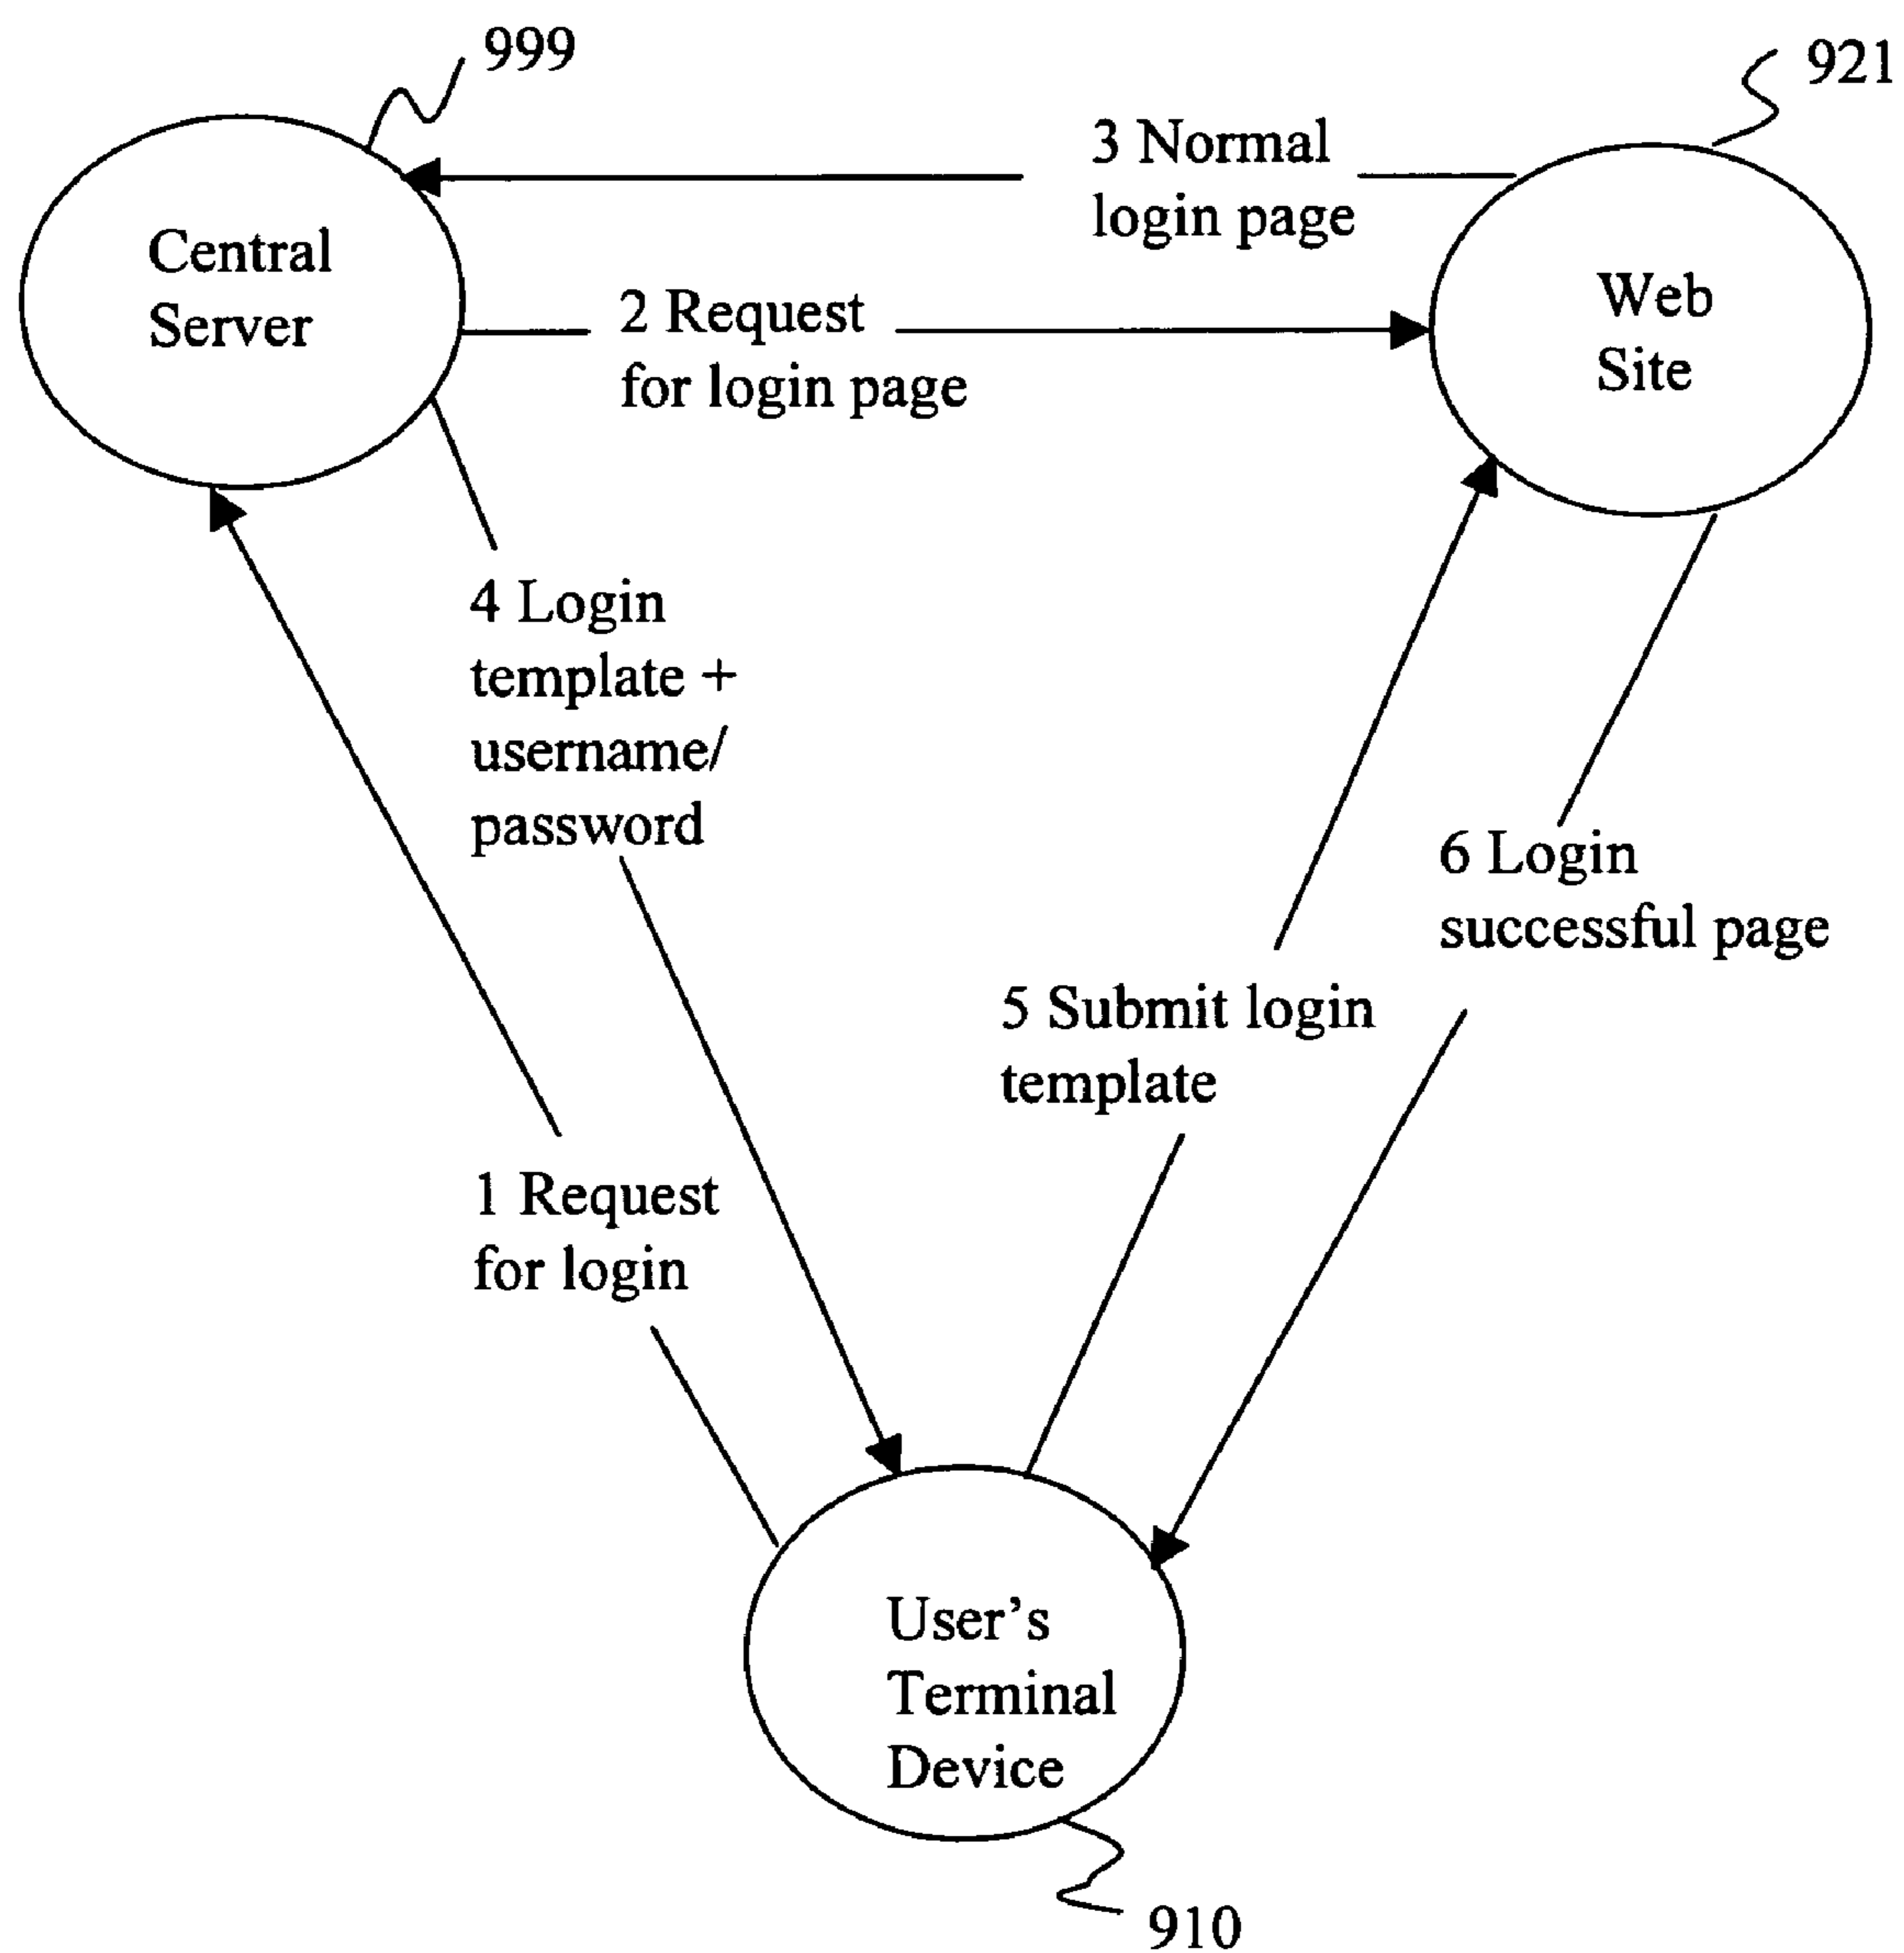 999
921
3 Normal
login page
Central
Server
2 Request
for login page
Web
Site
4 Login
template +
username/
password
6 Login
successful page
5 Submit login
template
1 Request
for login
User's
Terminal
Device
910